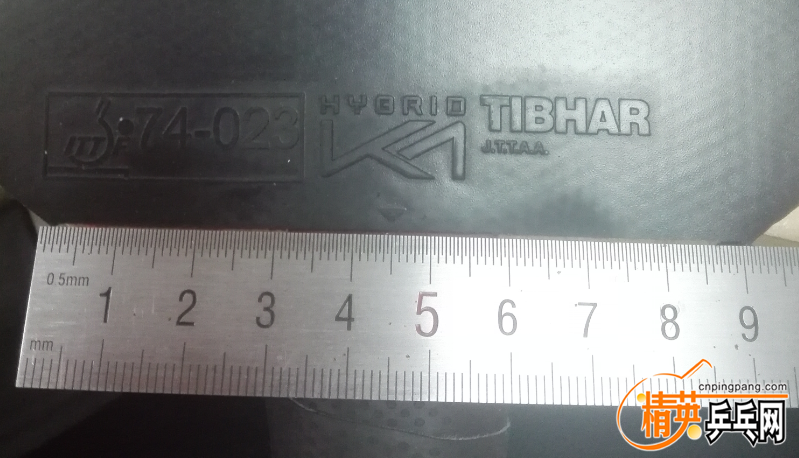 ITTF 74-023
HYBRID K1
TIBHAR
J.T.T.A.A.
0.5mm
1 2 3 4 5 6 7 8 9
mm
cnpingpang.com
精英乒乓网